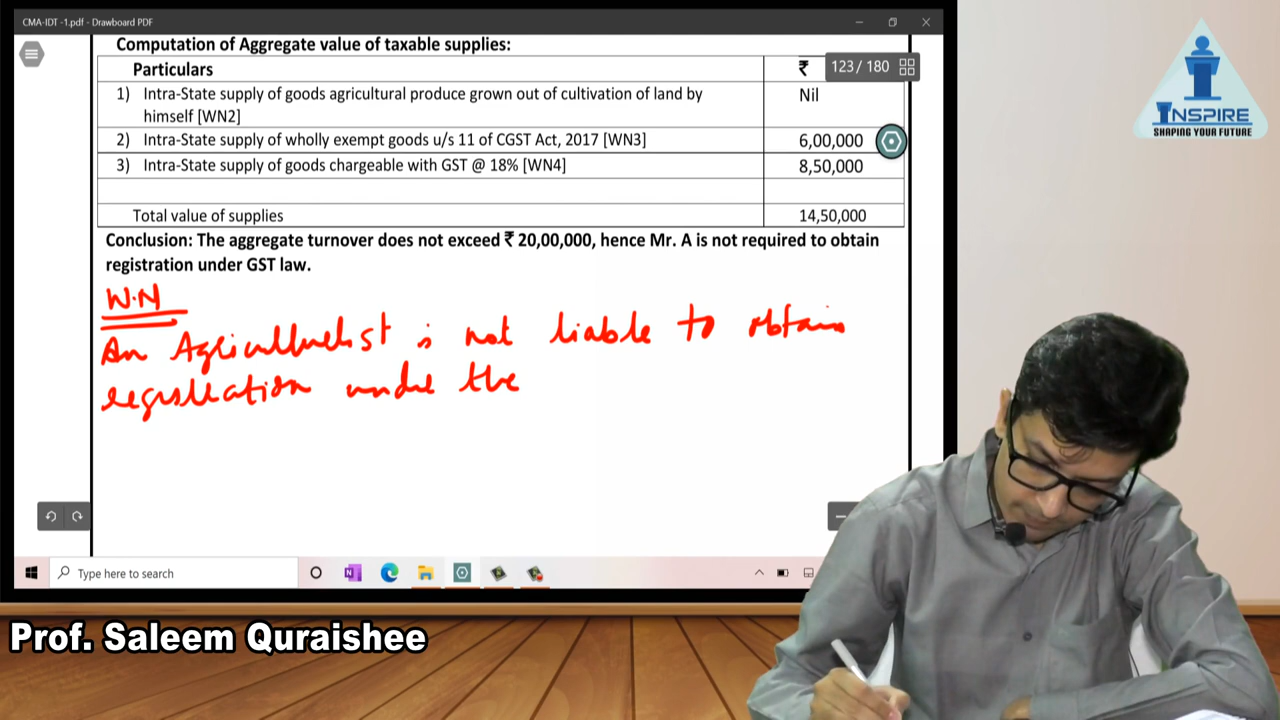 CMA-IDT -1.pdf - Drawboard PDF
Computation of Aggregate value of taxable supplies:
Particulars ₹
123 / 180
1) Intra-State supply of goods agricultural produce grown out of cultivation of land by Nil
himself [WN2]
2) Intra-State supply of wholly exempt goods u/s 11 of CGST Act, 2017 [WN3] 6,00,000
3) Intra-State supply of goods chargeable with GST @ 18% [WN4] 8,50,000
Total value of supplies 14,50,000
Conclusion: The aggregate turnover does not exceed ₹ 20,00,000, hence Mr. A is not required to obtain
registration under GST law.
W.N
An Agriculturist is not liable to obtain
registration under the
Type here to search
INSPIRE
SHAPING YOUR FUTURE
Prof. Saleem Quraishee